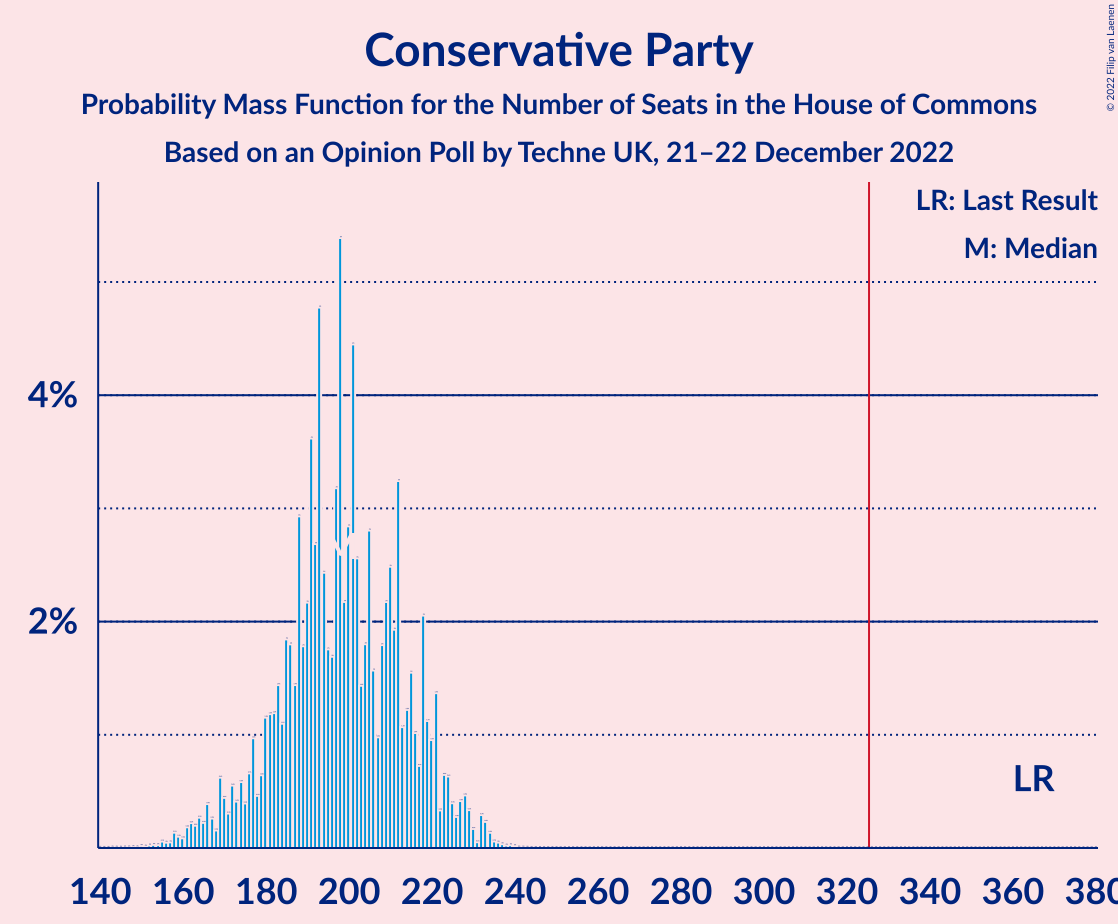 Conservative Party
Probability Mass Function for the Number of Seats in the House of Commons
Based on an Opinion Poll by Techne UK, 21–22 December 2022
© 2022 Filip van Laenen
LR: Last Result
M: Median
4%
2%
LR
140 160 180 200 220 240 260 280 300 320 340 360 380